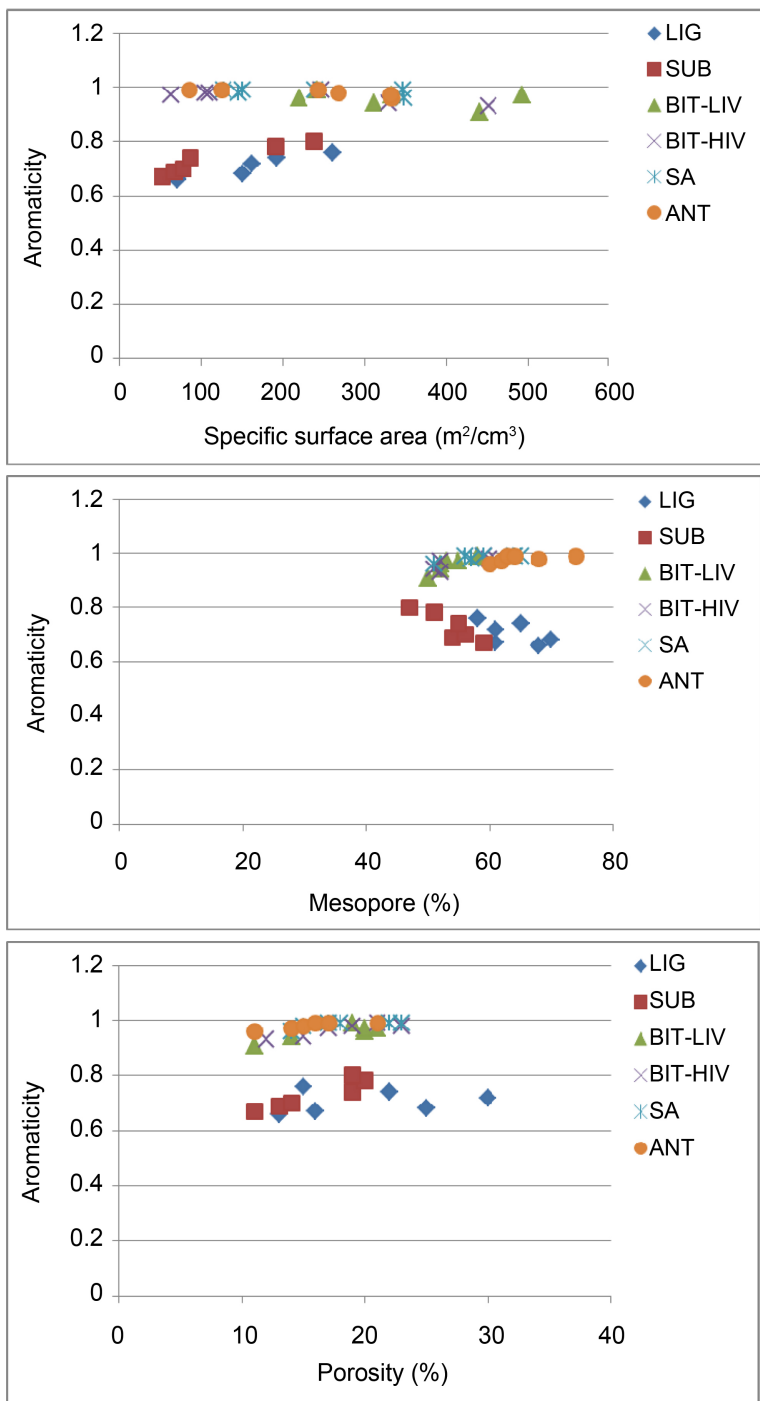 1.2
1
0.8
0.6
0.4
0.2
0
Aromaticity
0 100 200 300 400 500 600
Specific surface area (m²/cm³)
LIG
SUB
BIT-LIV
BIT-HIV
SA
ANT
1.2
1
0.8
0.6
0.4
0.2
0
Aromaticity
0 20 40 60 80
Mesopore (%)
LIG
SUB
BIT-LIV
BIT-HIV
SA
ANT
1.2
1
0.8
0.6
0.4
0.2
0
Aromaticity
0 10 20 30 40
Porosity (%)
LIG
SUB
BIT-LIV
BIT-HIV
SA
ANT